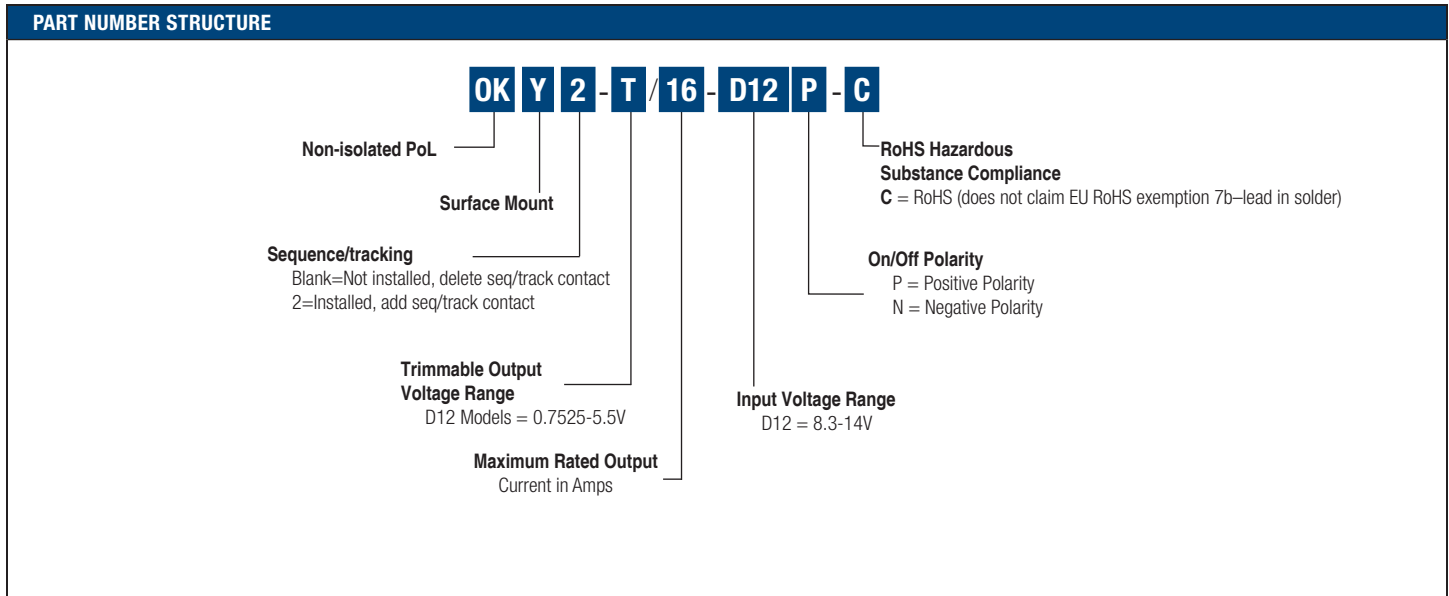 PART NUMBER STRUCTURE
OK Y 2 - T / 16 - D12 P - C
Non-isolated PoL
Surface Mount
Sequence/tracking
Blank=Not installed, delete seq/track contact
2=Installed, add seq/track contact
Trimmable Output
Voltage Range
D12 Models = 0.7525-5.5V
Maximum Rated Output
Current in Amps
Input Voltage Range
D12 = 8.3-14V
On/Off Polarity
P = Positive Polarity
N = Negative Polarity
RoHS Hazardous
Substance Compliance
C = RoHS (does not claim EU RoHS exemption 7b–lead in solder)